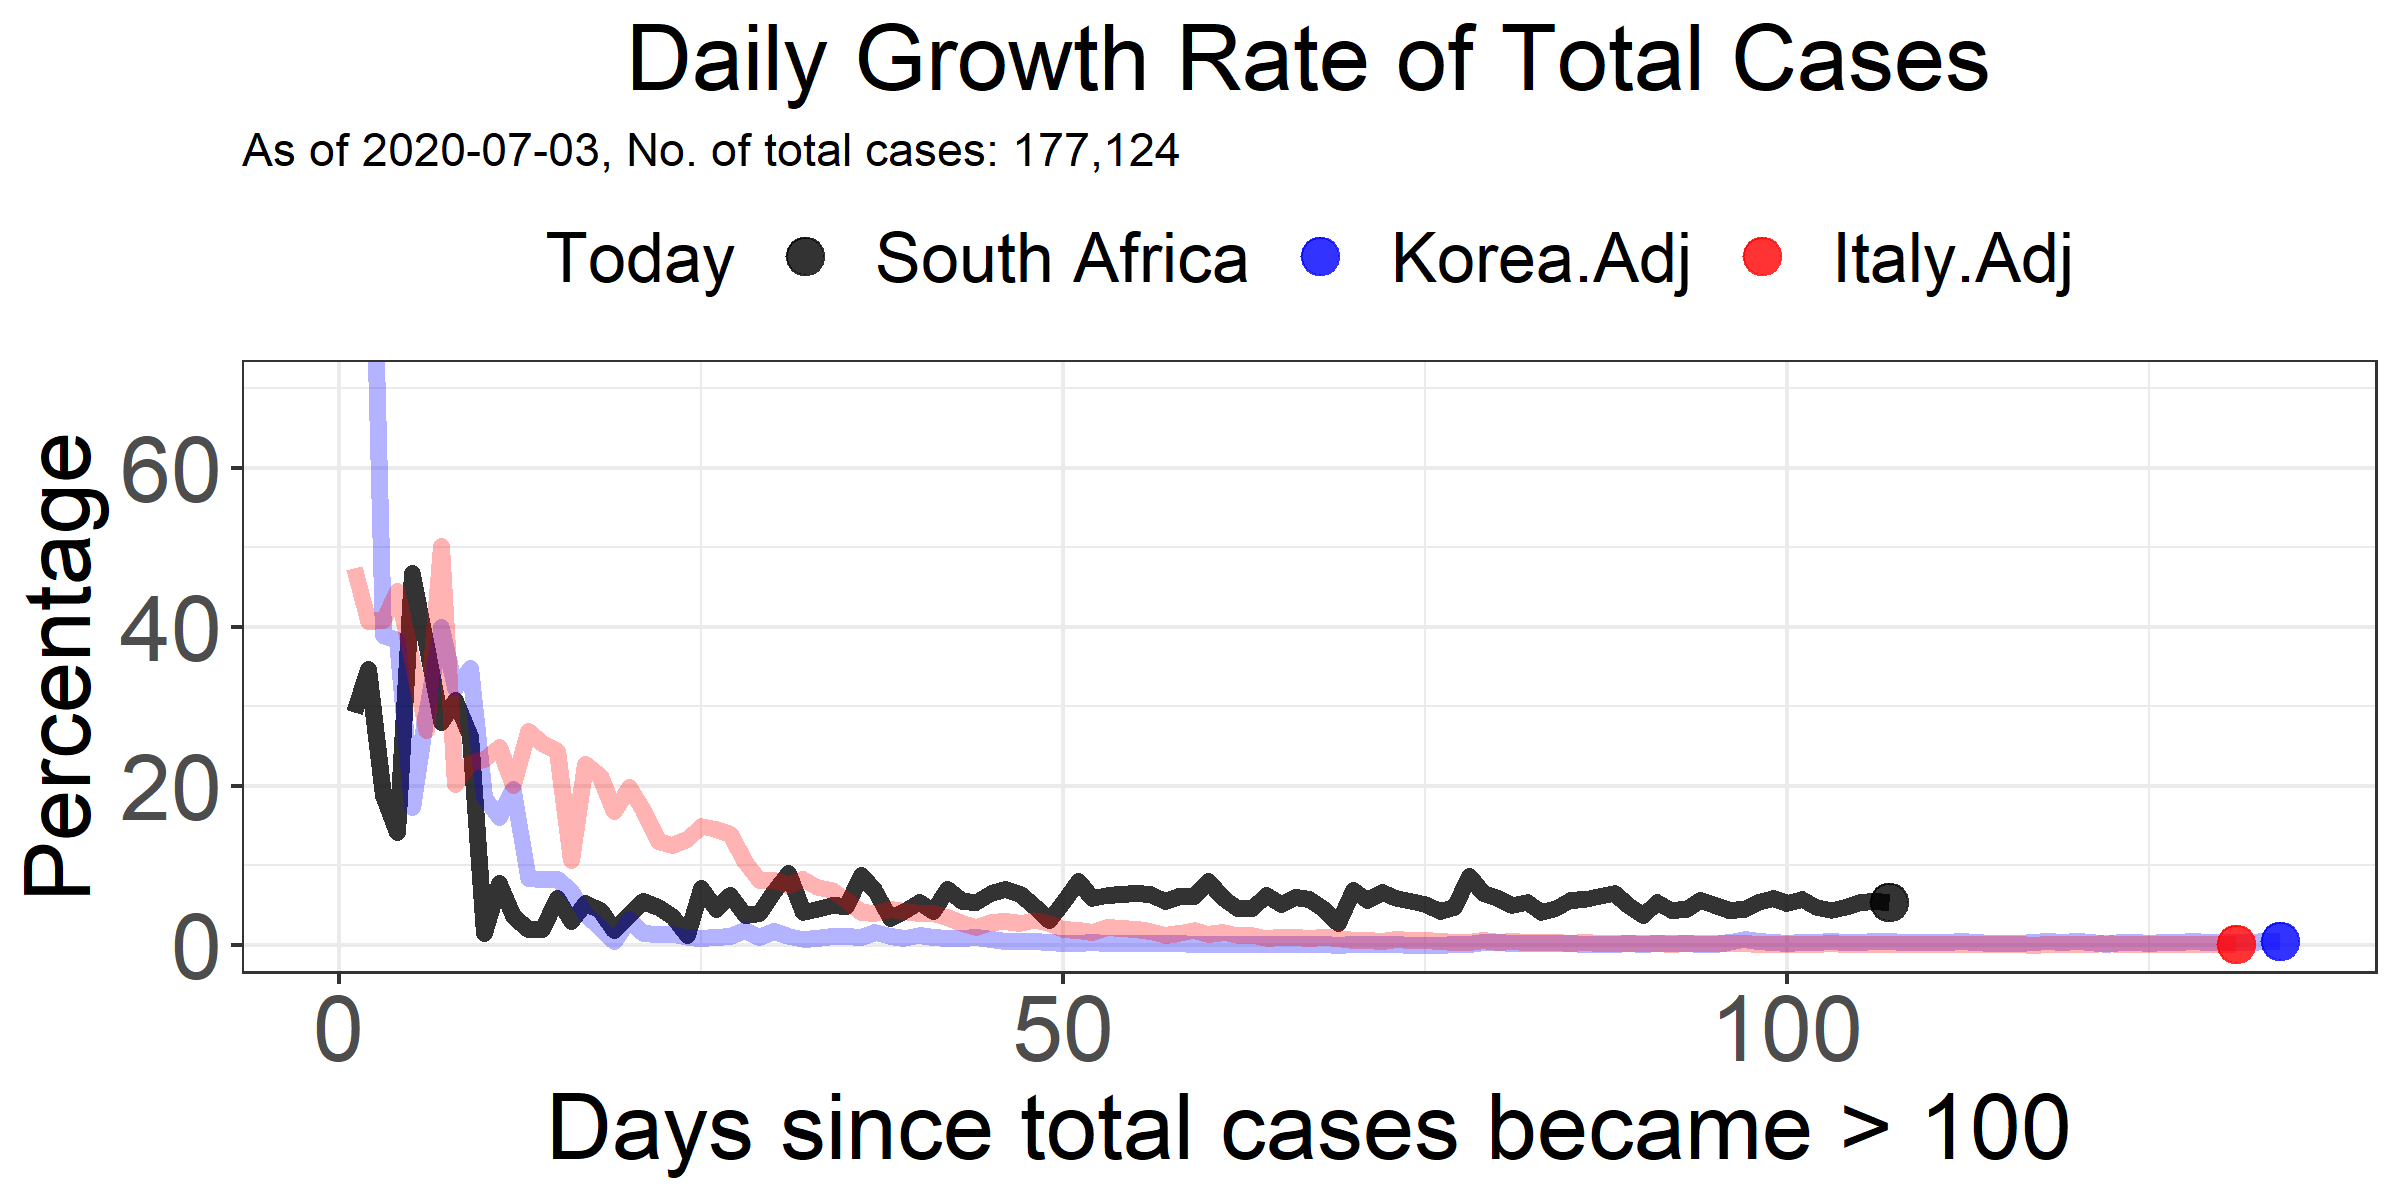 Daily Growth Rate of Total Cases
As of 2020-07-03, No. of total cases: 177,124
Today South Africa Korea.Adj Italy.Adj
Percentage
60
40
20
0
0 50 100
Days since total cases became > 100